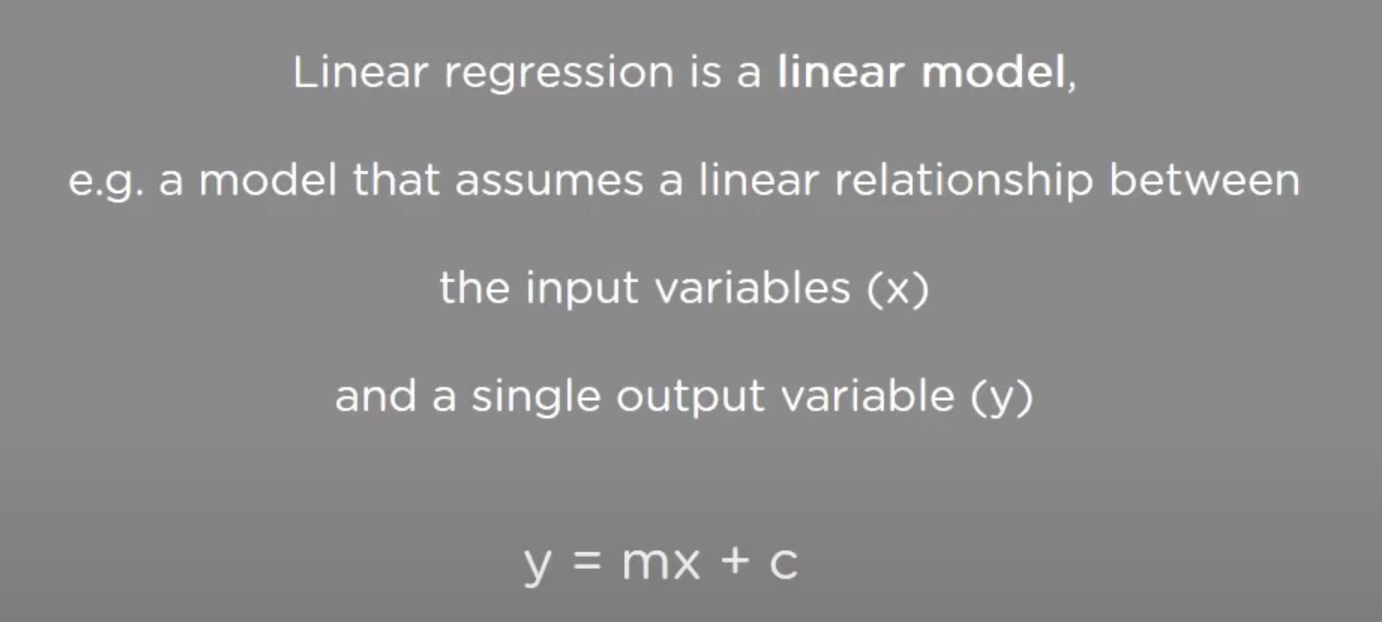 Linear regression is a linear model,
e.g. a model that assumes a linear relationship between
the input variables (x)
and a single output variable (y)
y = mx + c